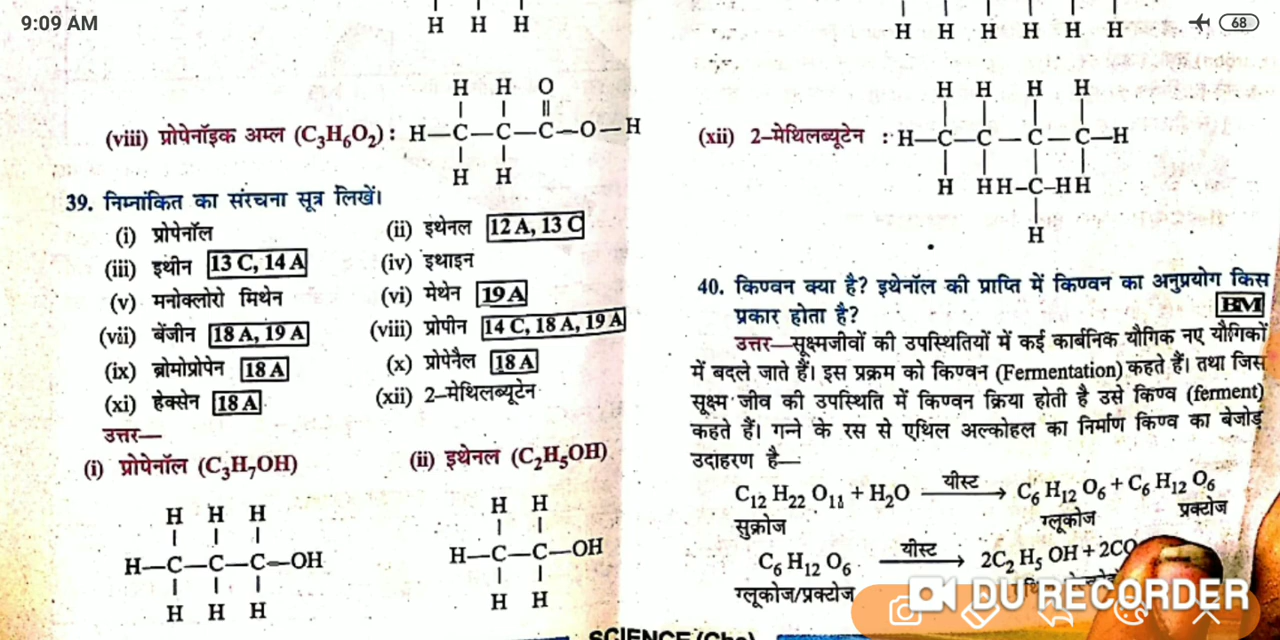 9:09 AM
68
H H H
H H O
(viii) प्रोपेनॉइक अम्ल (C₃H₆O₂) : H–C–C–C–O–H
H H
39. निम्नांकित का संरचना सूत्र लिखें।
(i) प्रोपेनॉल (ii) इथेनल 12 A, 13 C
(iii) इथीन 13 C, 14 A (iv) इथाइन
(v) मनोक्लोरो मिथेन (vi) मेथेन 19 A
(vii) बेंजीन 18 A, 19 A (viii) प्रोपीन 14 C, 18 A, 19 A
(ix) ब्रोमोप्रोपेन 18 A (x) प्रोपेनैल 18 A
(xi) हेक्सेन 18 A (xii) 2–मेथिलब्यूटेन
उत्तर—
(i) प्रोपेनॉल (C₃H₇OH) (ii) इथेनल (C₂H₅OH)
H H H
H–C–C–C–OH
H H H
H H
H–C–C–OH
H H
H H H H H H
H H H H
(xii) 2–मेथिलब्यूटेन : H–C–C–C–C–H
H HH–C–HH
H
40. किण्वन क्या है? इथेनॉल की प्राप्ति में किण्वन का अनुप्रयोग किस
प्रकार होता है? BM
उत्तर—सूक्ष्मजीवों की उपस्थितियों में कई कार्बनिक यौगिक नए यौगिकों
में बदले जाते हैं। इस प्रक्रम को किण्वन (Fermentation) कहते हैं। तथा जिस
सूक्ष्म जीव की उपस्थिति में किण्वन क्रिया होती है उसे किण्व (ferment)
कहते हैं। गन्ने के रस से एथिल अल्कोहल का निर्माण किण्व का बेजोड़
उदाहरण है—
C₁₂ H₂₂ O₁₁ + H₂O यीस्ट → C₆ H₁₂ O₆ + C₆ H₁₂ O₆
सुक्रोज ग्लूकोज प्रक्टोज
C₆ H₁₂ O₆ यीस्ट → 2C₂ H₅ OH + 2CO
ग्लूकोज/प्रक्टोज
DU RECORDER
SCIENCE (Che)